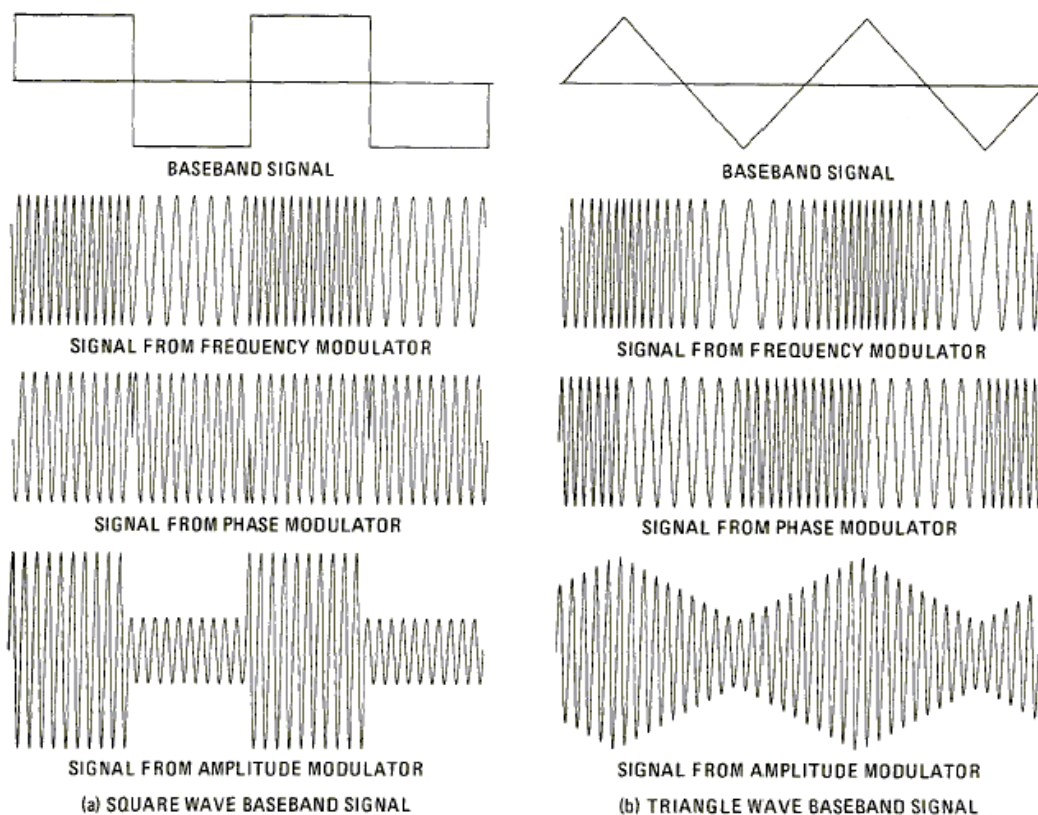 BASEBAND SIGNAL
SIGNAL FROM FREQUENCY MODULATOR
SIGNAL FROM PHASE MODULATOR
SIGNAL FROM AMPLITUDE MODULATOR
(a) SQUARE WAVE BASEBAND SIGNAL
BASEBAND SIGNAL
SIGNAL FROM FREQUENCY MODULATOR
SIGNAL FROM PHASE MODULATOR
SIGNAL FROM AMPLITUDE MODULATOR
(b) TRIANGLE WAVE BASEBAND SIGNAL